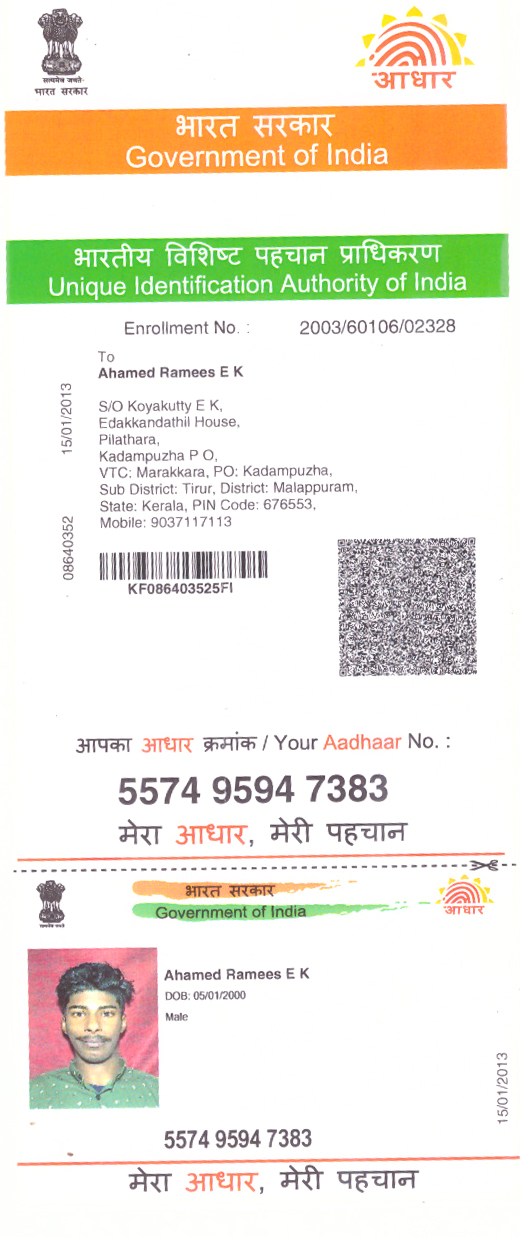 सत्यमेव जयते
भारत सरकार
आधार
भारत सरकार
Government of India
भारतीय विशिष्ट पहचान प्राधिकरण
Unique Identification Authority of India
Enrollment No. : 2003/60106/02328
To
Ahamed Ramees E K
S/O Koyakutty E K,
Edakkandathil House,
Pilathara,
Kadampuzha P O,
VTC: Marakkara, PO: Kadampuzha,
Sub District: Tirur, District: Malappuram,
State: Kerala, PIN Code: 676553,
Mobile: 9037117113
15/01/2013
08640352
KF086403525FI
आपका आधार क्रमांक / Your Aadhaar No. :
5574 9594 7383
मेरा आधार, मेरी पहचान
सत्यमेव जयते
भारत सरकार
Government of India
आधार
Ahamed Ramees E K
DOB: 05/01/2000
Male
15/01/2013
5574 9594 7383
मेरा आधार, मेरी पहचान